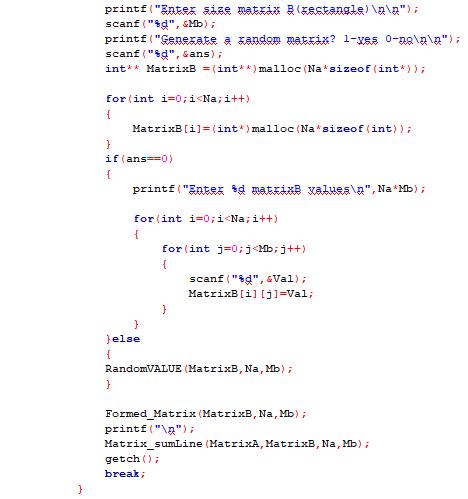 printf("Enter size matrix B(rectangle)\n\n");
scanf("%d",&Mb);
printf("Generate a random matrix? 1-yes 0-no\n\n");
scanf("%d",&ans);
int** MatrixB =(int**)malloc(Na*sizeof(int*));
for(int i=0;i<Na;i++)
{
MatrixB[i]=(int*)malloc(Na*sizeof(int));
}
if(ans==0)
{
printf("Enter %d matrixB values\n",Na*Mb);
for(int i=0;i<Na;i++)
{
for(int j=0;j<Mb;j++)
{
scanf("%d",&Val);
MatrixB[i][j]=Val;
}
}
}else
{
RandomVALUE(MatrixB,Na,Mb);
}
Formed_Matrix(MatrixB,Na,Mb);
printf("\n");
Matrix_sumLine(MatrixA,MatrixB,Na,Mb);
getch();
break;
}